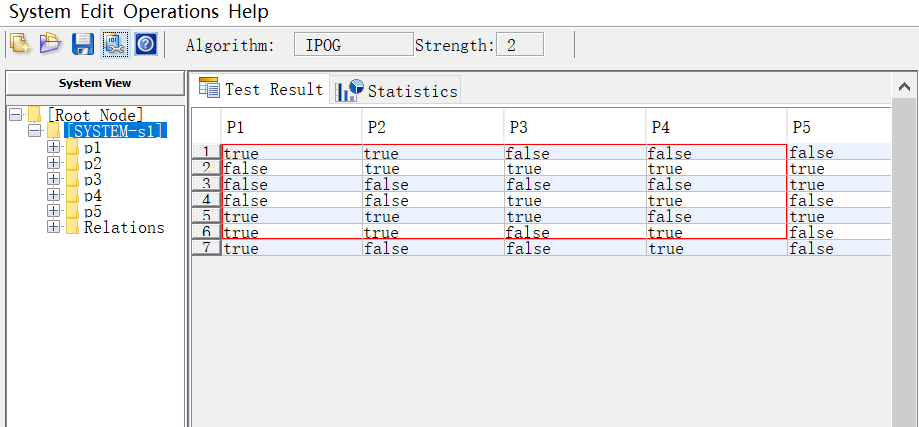 System Edit Operations Help
Algorithm: IPOG Strength: 2
System View
[Root Node]
[SYSTEM-s1]
p1
p2
p3
p4
p5
Relations
Test Result Statistics
P1 P2 P3 P4 P5
1 true true false false false
2 false true true true true
3 false false false false true
4 false false true true false
5 true true true false true
6 true true false true false
7 true false false true false